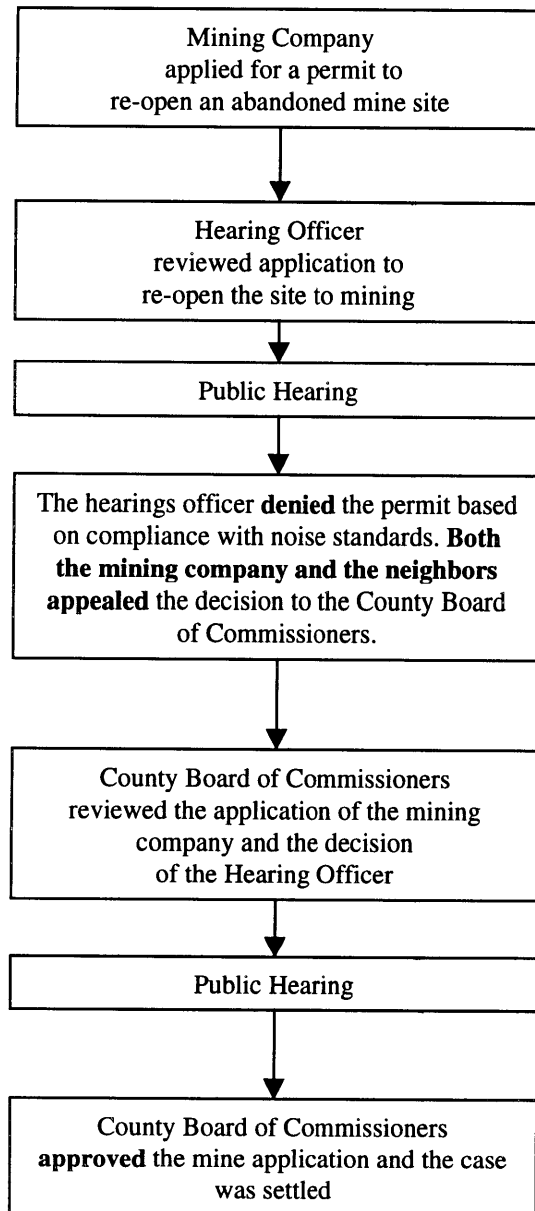 Mining Company
applied for a permit to
re-open an abandoned mine site
Hearing Officer
reviewed application to
re-open the site to mining
Public Hearing
The hearings officer denied the permit based
on compliance with noise standards. Both
the mining company and the neighbors
appealed the decision to the County Board
of Commissioners.
County Board of Commissioners
reviewed the application of the mining
company and the decision
of the Hearing Officer
Public Hearing
County Board of Commissioners
approved the mine application and the case
was settled